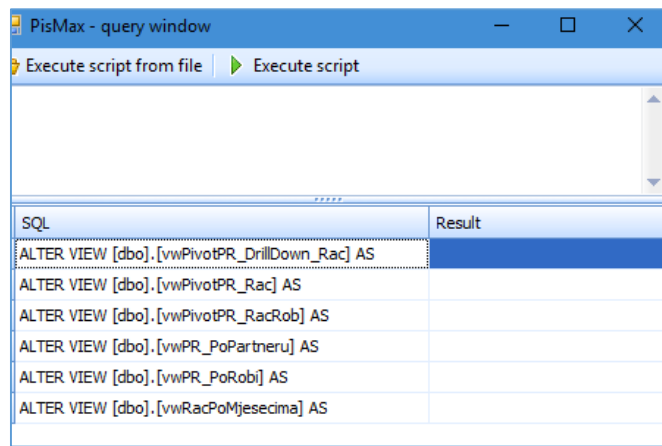 PisMax - query window
Execute script from file Execute script
SQL Result
ALTER VIEW [dbo].[vwPivotPR_DrillDown_Rac] AS
ALTER VIEW [dbo].[vwPivotPR_Rac] AS
ALTER VIEW [dbo].[vwPivotPR_RacRob] AS
ALTER VIEW [dbo].[vwPR_PoPartneru] AS
ALTER VIEW [dbo].[vwPR_PoRobi] AS
ALTER VIEW [dbo].[vwRacPoMjesecima] AS